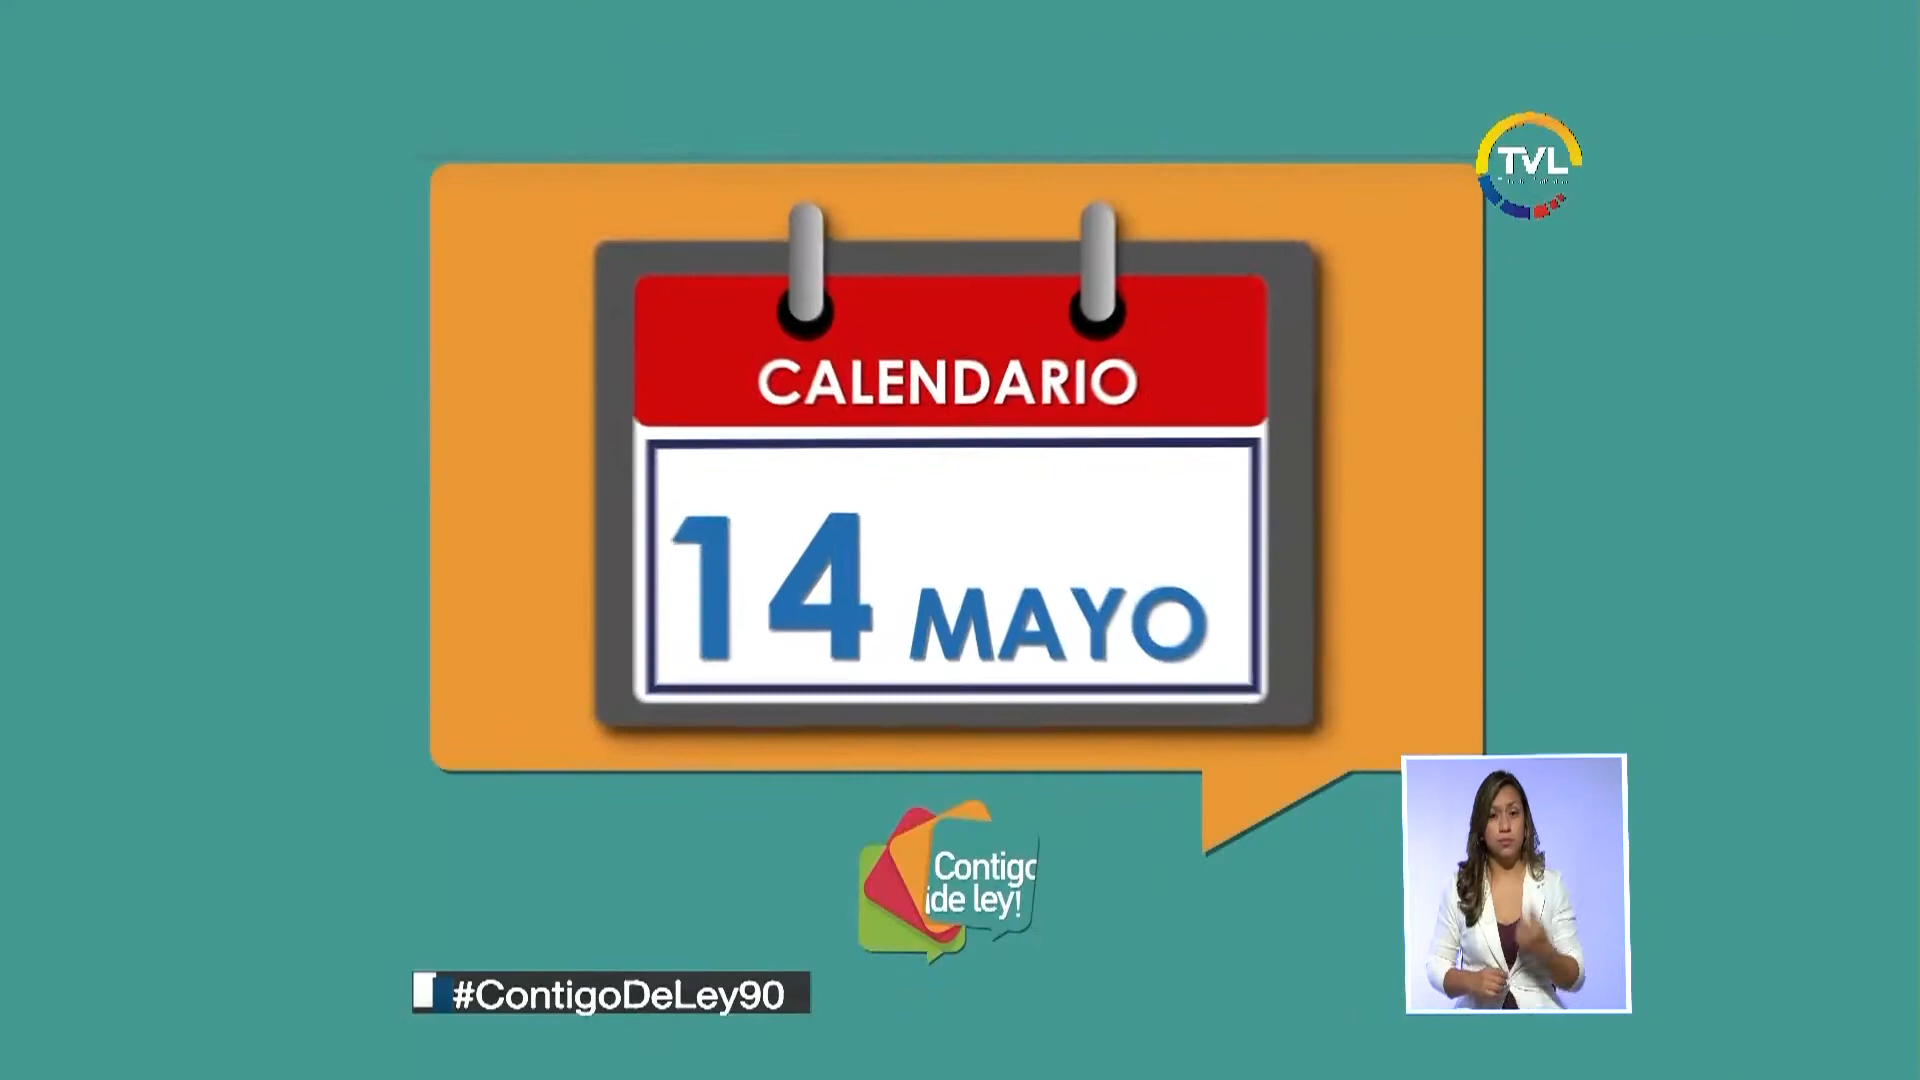 TVL
CALENDARIO
14 MAYO
Contigo
¡de ley!
#ContigoDeLey90